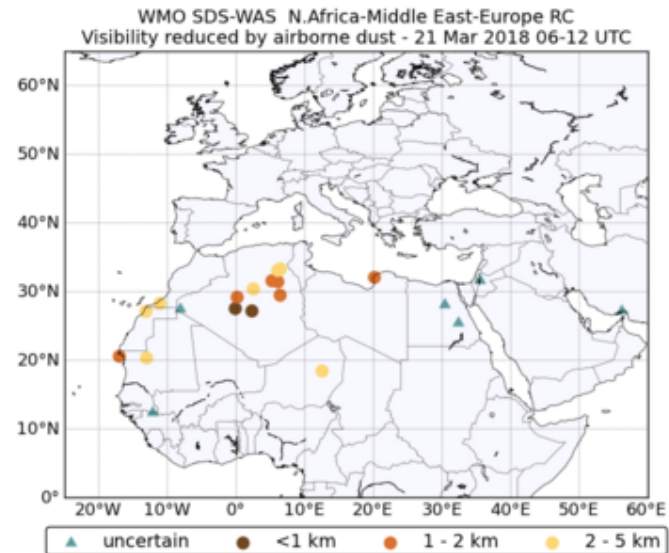 WMO SDS-WAS N.Africa-Middle East-Europe RC
Visibility reduced by airborne dust - 21 Mar 2018 06-12 UTC
60°N
50°N
40°N
30°N
20°N
10°N
0°
20°W 10°W 0° 10°E 20°E 30°E 40°E 50°E 60°E
uncertain <1 km 1 - 2 km 2 - 5 km